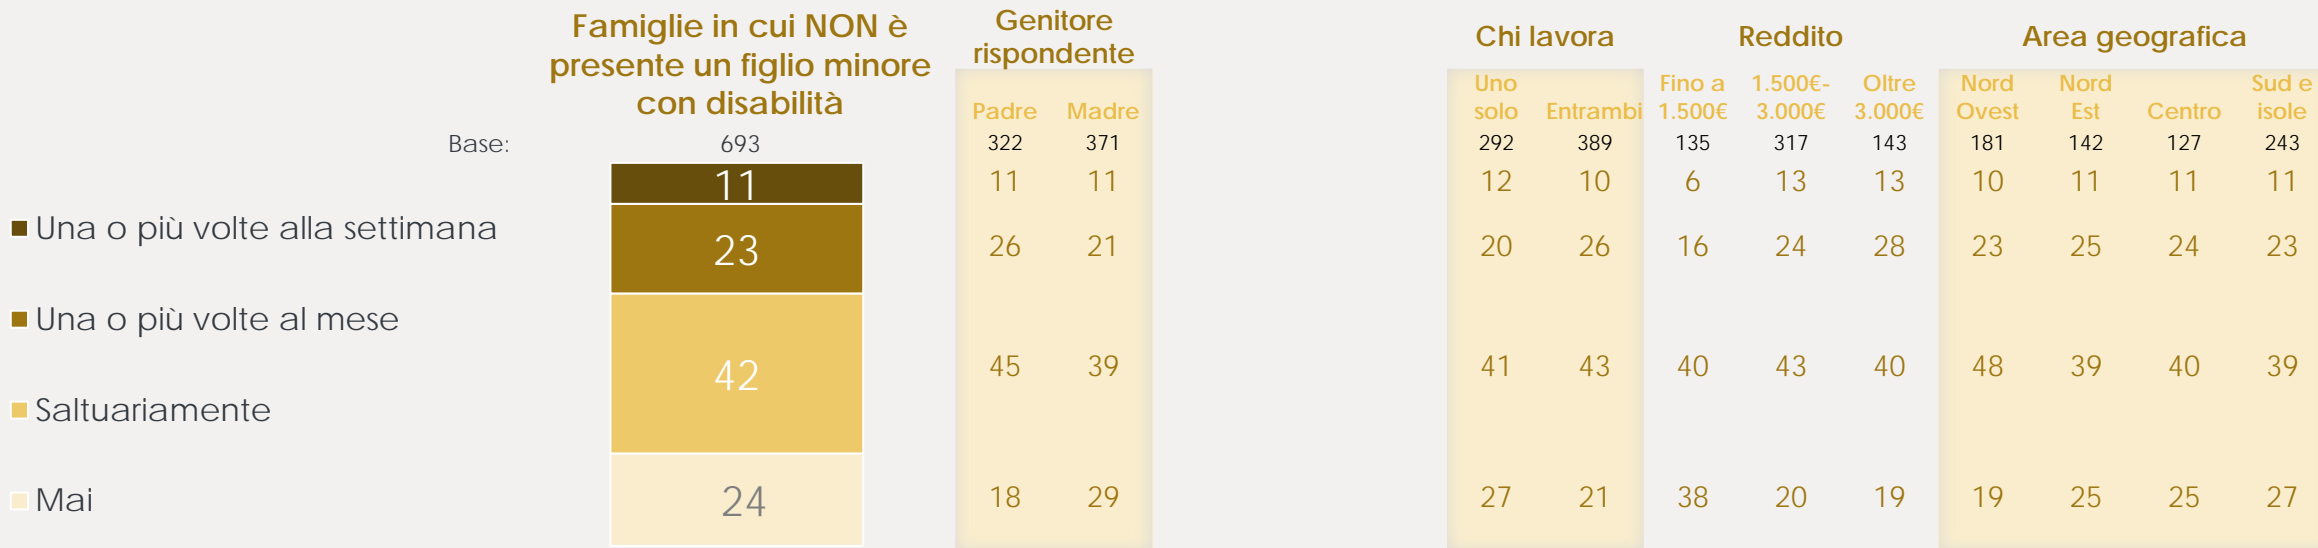 Famiglie in cui NON è
presente un figlio minore
con disabilità
Genitore
rispondente
Chi lavora
Reddito
Area geografica
Padre Madre
Uno
solo
Entrambi
Fino a
1.500€
1.500€-
3.000€
Oltre
3.000€
Nord
Ovest
Nord
Est
Centro
Sud e
isole
Base: 693 322 371 292 389 135 317 143 181 142 127 243
11 11 11 12 10 6 13 13 10 11 11 11
Una o più volte alla settimana
23 26 21 20 26 16 24 28 23 25 24 23
Una o più volte al mese
42 45 39 41 43 40 43 40 48 39 40 39
Saltuariamente
Mai
24 18 29 27 21 38 20 19 19 25 25 27